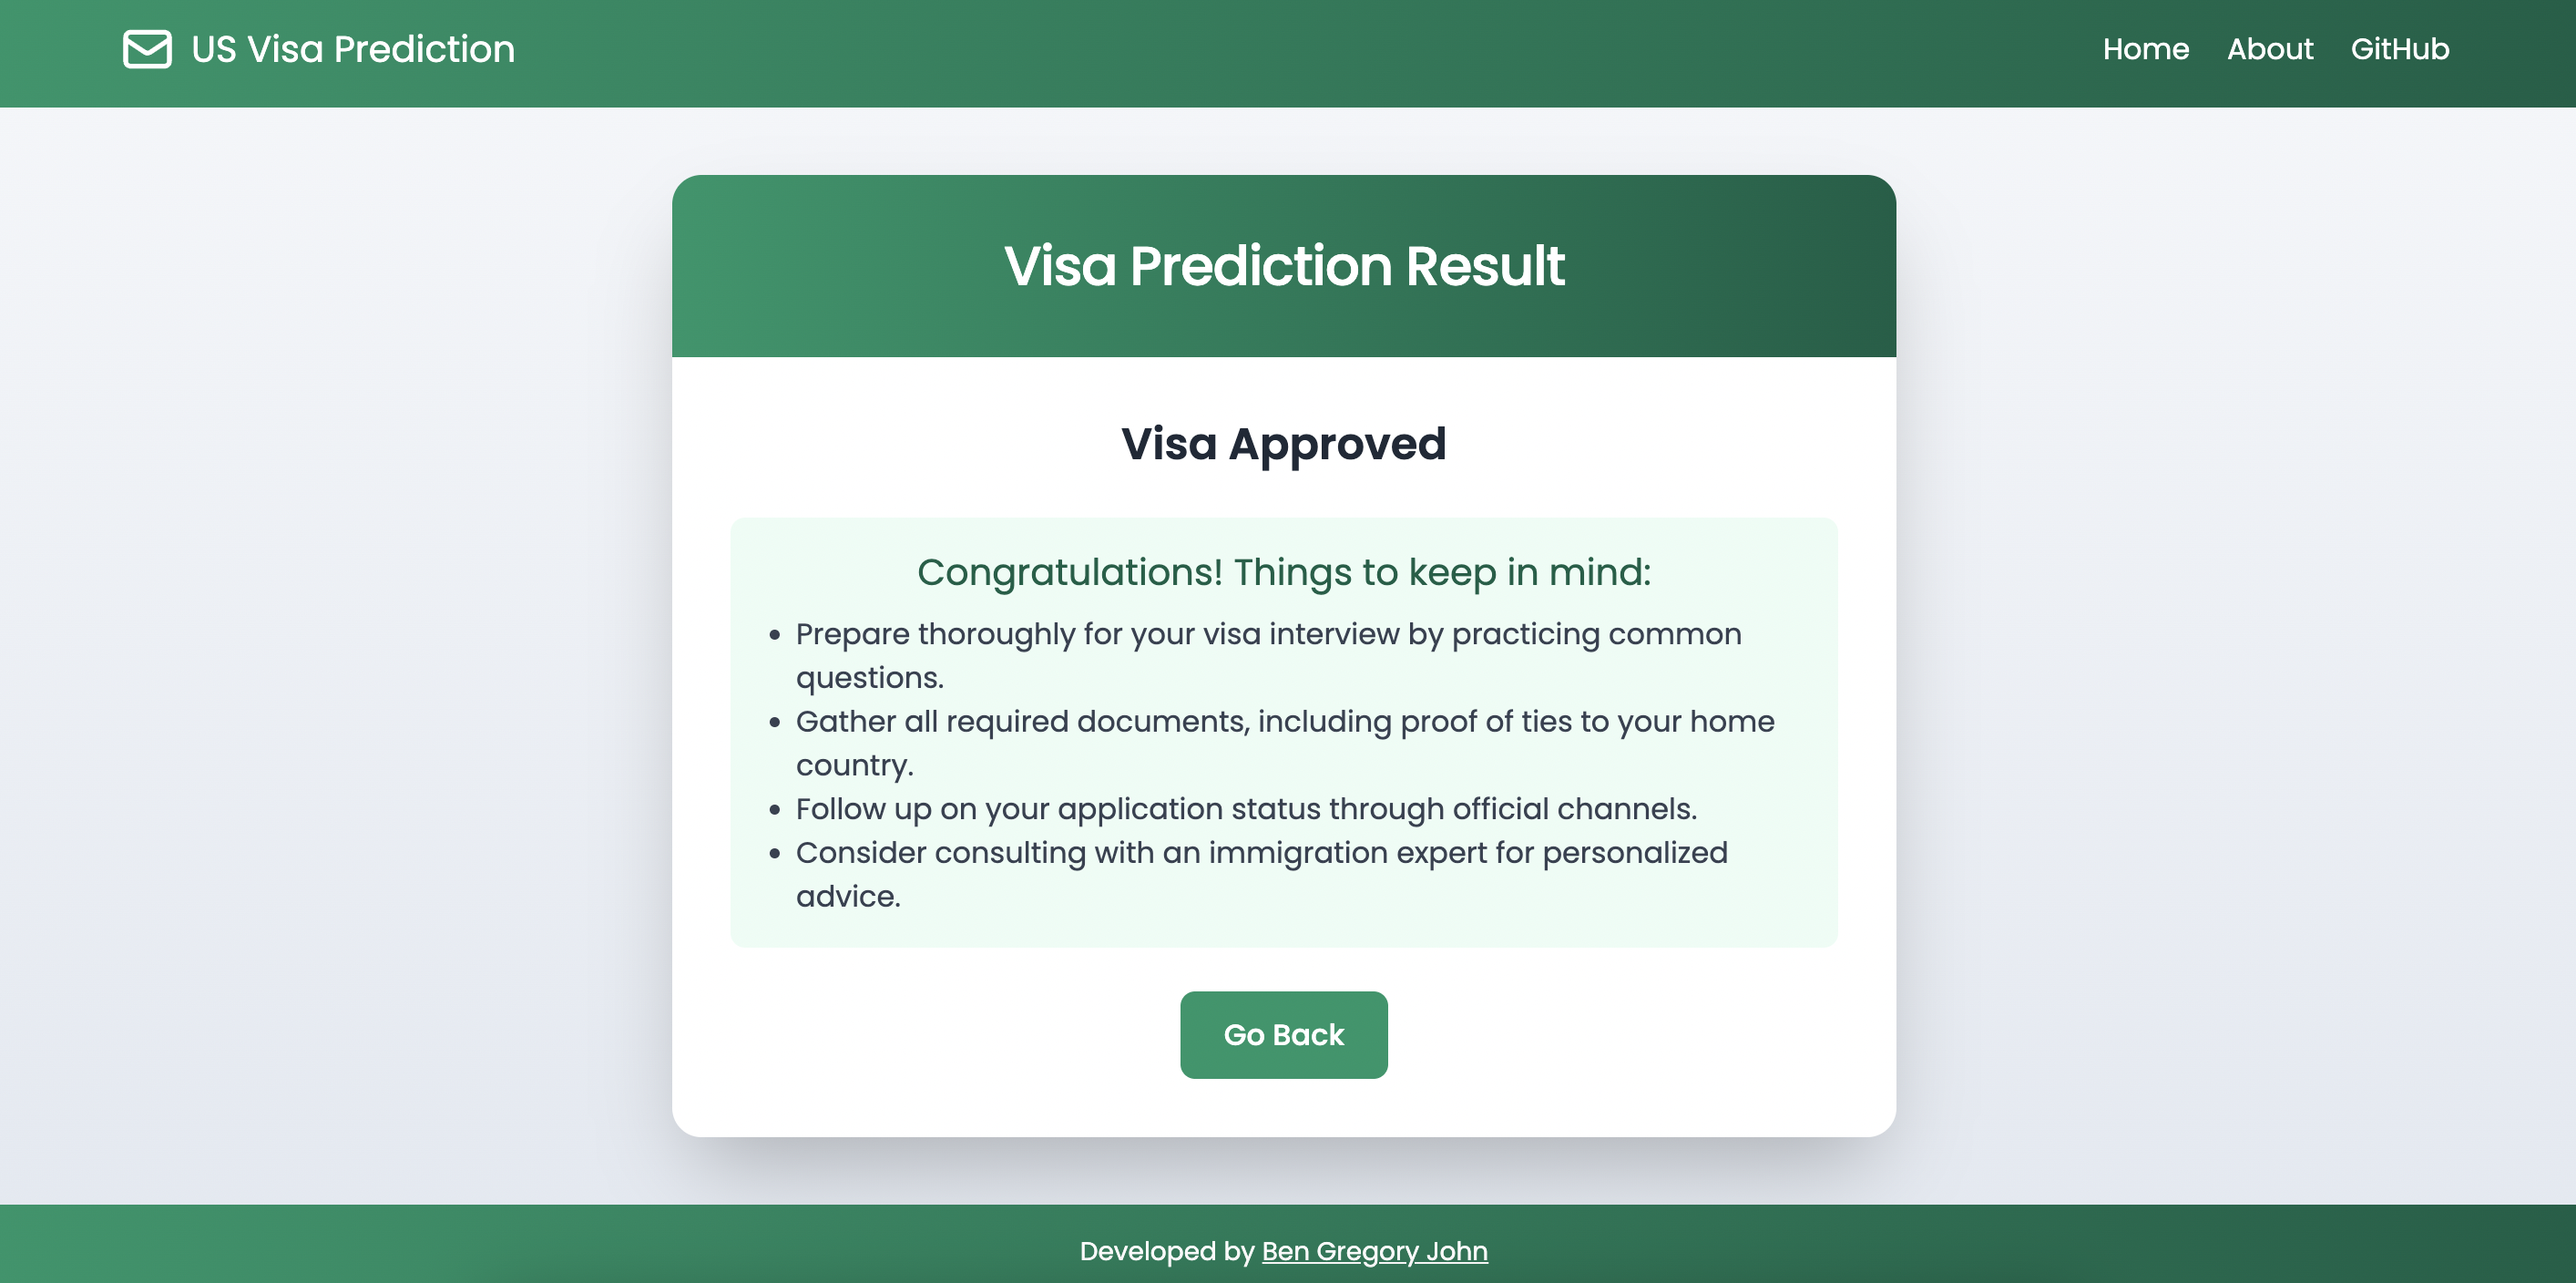 US Visa Prediction
Home About GitHub
Visa Prediction Result
Visa Approved
Congratulations! Things to keep in mind:
• Prepare thoroughly for your visa interview by practicing common
questions.
• Gather all required documents, including proof of ties to your home
country.
• Follow up on your application status through official channels.
• Consider consulting with an immigration expert for personalized
advice.
Go Back
Developed by Ben Gregory John